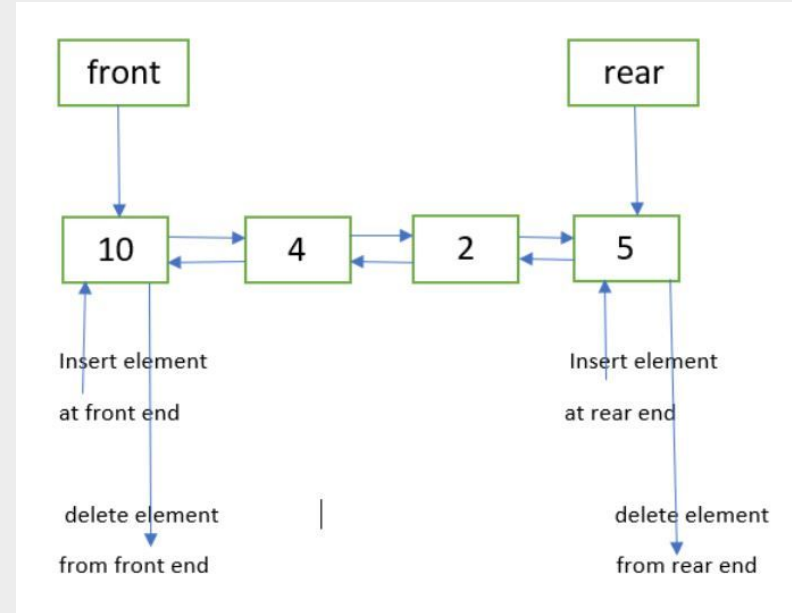 front
rear
10
4
2
5
Insert element
at front end
Insert element
at rear end
delete element
from front end
delete element
from rear end